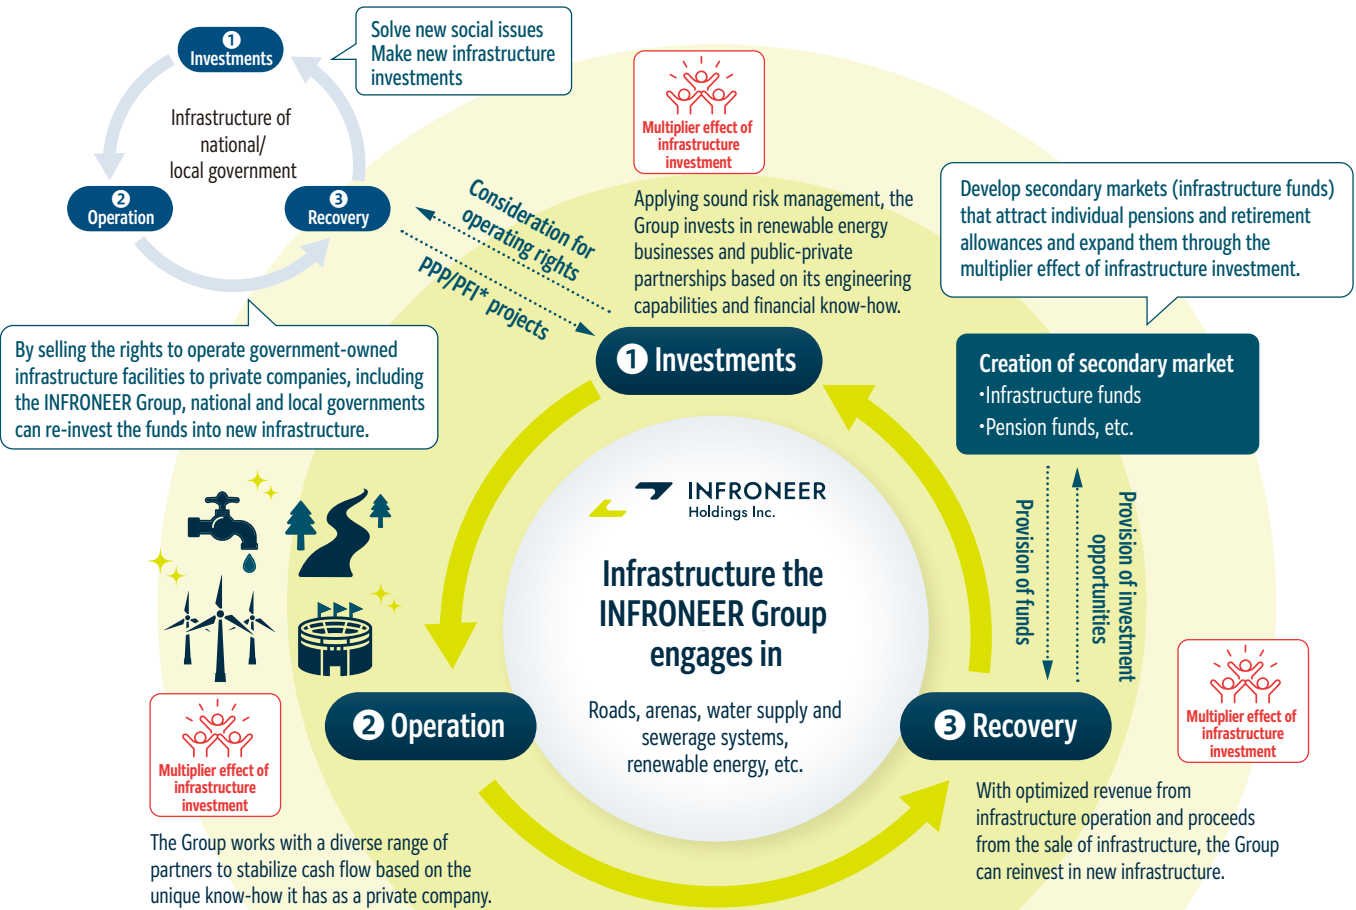 ❶
Investments
Solve new social issues
Make new infrastructure
investments
Infrastructure of
national/
local government
❷
Operation
❸
Recovery
Consideration for
operating rights
PPP/PFI* projects
By selling the rights to operate government-owned
infrastructure facilities to private companies, including
the INFRONEER Group, national and local governments
can re-invest the funds into new infrastructure.
Multiplier effect of
infrastructure
investment
Applying sound risk management, the
Group invests in renewable energy
businesses and public-private
partnerships based on its engineering
capabilities and financial know-how.
❶ Investments
Develop secondary markets (infrastructure funds)
that attract individual pensions and retirement
allowances and expand them through the
multiplier effect of infrastructure investment.
Creation of secondary market
・Infrastructure funds
・Pension funds, etc.
Provision of funds
Provision of investment
opportunities
INFRONEER
Holdings Inc.
Infrastructure the
INFRONEER Group
engages in
Roads, arenas, water supply and
sewerage systems,
renewable energy, etc.
❷ Operation
Multiplier effect of
infrastructure
investment
The Group works with a diverse range of
partners to stabilize cash flow based on the
unique know-how it has as a private company.
❸ Recovery
Multiplier effect of
infrastructure
investment
With optimized revenue from
infrastructure operation and proceeds
from the sale of infrastructure, the Group
can reinvest in new infrastructure.